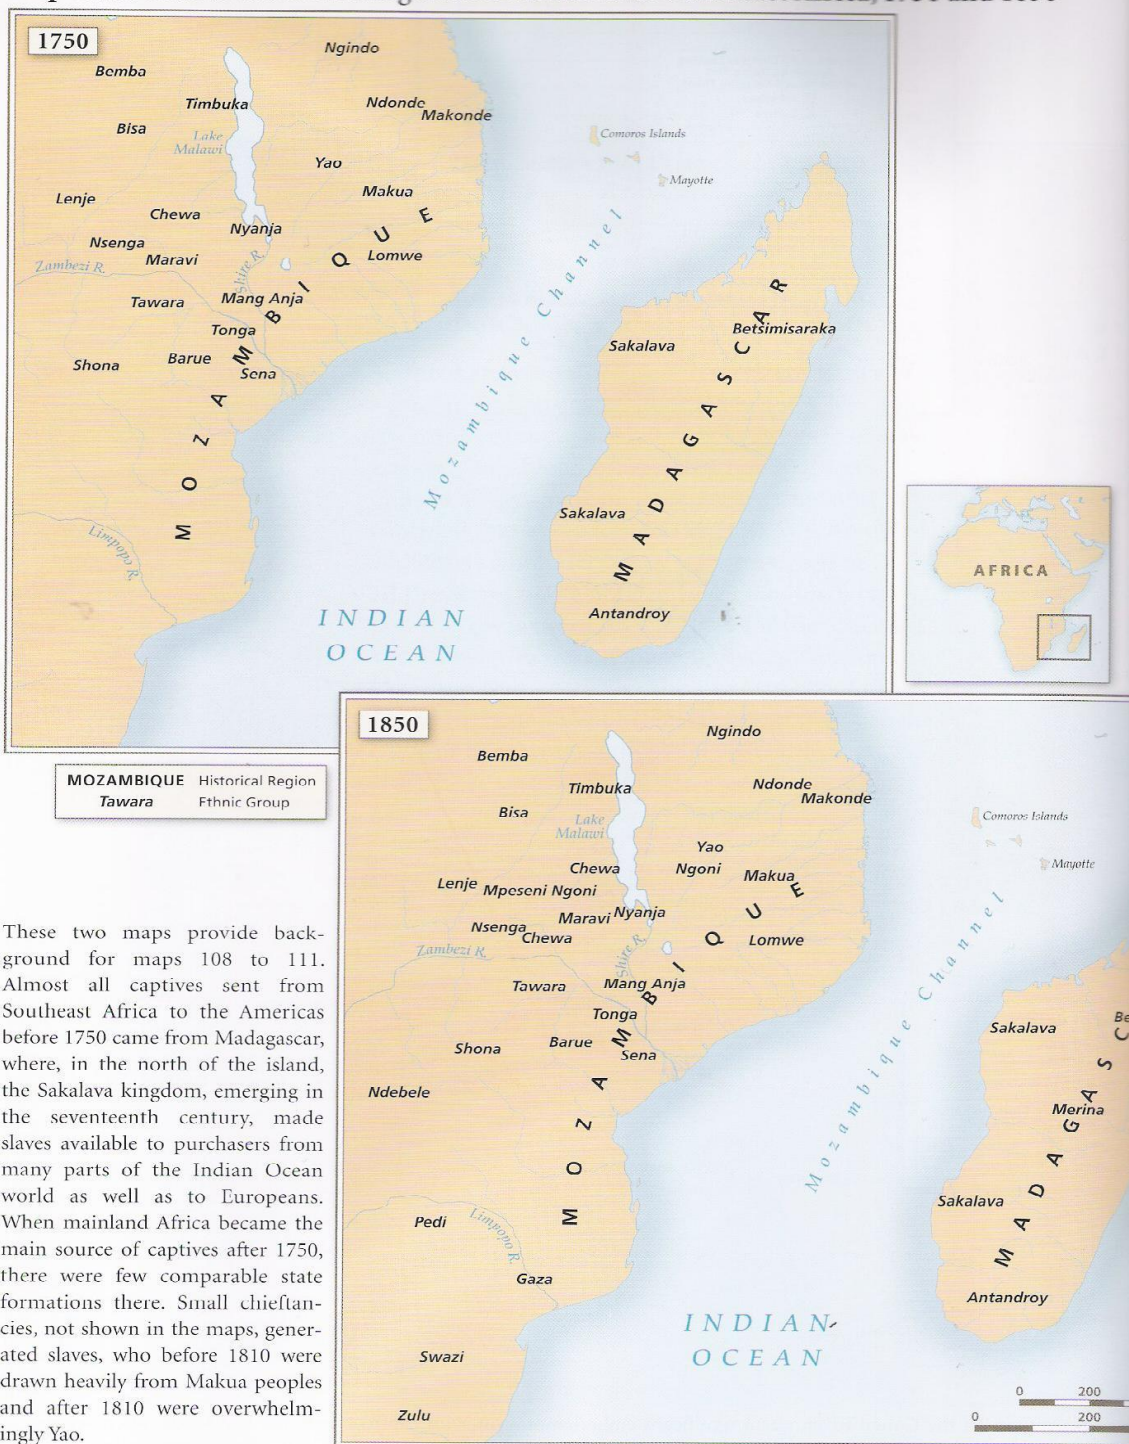 1750
Ngindo
Bemba
Timbuka
Ndonde
Makonde
Bisa
Lake
Malawi
Comoros Islands
Yao
Mayotte
Makua
Lenje
Chewa
Nyanja
Nsenga
Maravi
Lomwe
Zambezi R.
Shire R.
Tawara
Mang Anja
Tonga
Betsimisaraka
Sakalava
Shona
Barue
Sena
MOZAMBIQUE
Mozambique Channel
MADAGASCAR
Sakalava
Limpopo R.
Antandroy
INDIAN
OCEAN
AFRICA
MOZAMBIQUE Historical Region
Tawara Ethnic Group
1850
Ngindo
Bemba
Timbuka
Ndonde
Makonde
Bisa
Lake
Malawi
Comoros Islands
Yao
Mayotte
Chewa
Ngoni
Makua
Lenje
Mpeseni Ngoni
Maravi
Nyanja
Nsenga
Chewa
Lomwe
Zambezi R.
Shire R.
Tawara
Mang Anja
Tonga
Sakalava
Be
Shona
Barue
Sena
Ndebele
Merina
MOZAMBIQUE
Mozambique Channel
MADAGASC
Sakalava
Pedi
Limpopo R.
Gaza
Antandroy
INDIAN
OCEAN
Swazi
Zulu
0 200
0 200
These two maps provide back-
ground for maps 108 to 111.
Almost all captives sent from
Southeast Africa to the Americas
before 1750 came from Madagascar,
where, in the north of the island,
the Sakalava kingdom, emerging in
the seventeenth century, made
slaves available to purchasers from
many parts of the Indian Ocean
world as well as to Europeans.
When mainland Africa became the
main source of captives after 1750,
there were few comparable state
formations there. Small chieftan-
cies, not shown in the maps, gener-
ated slaves, who before 1810 were
drawn heavily from Makua peoples
and after 1810 were overwhelm-
ingly Yao.